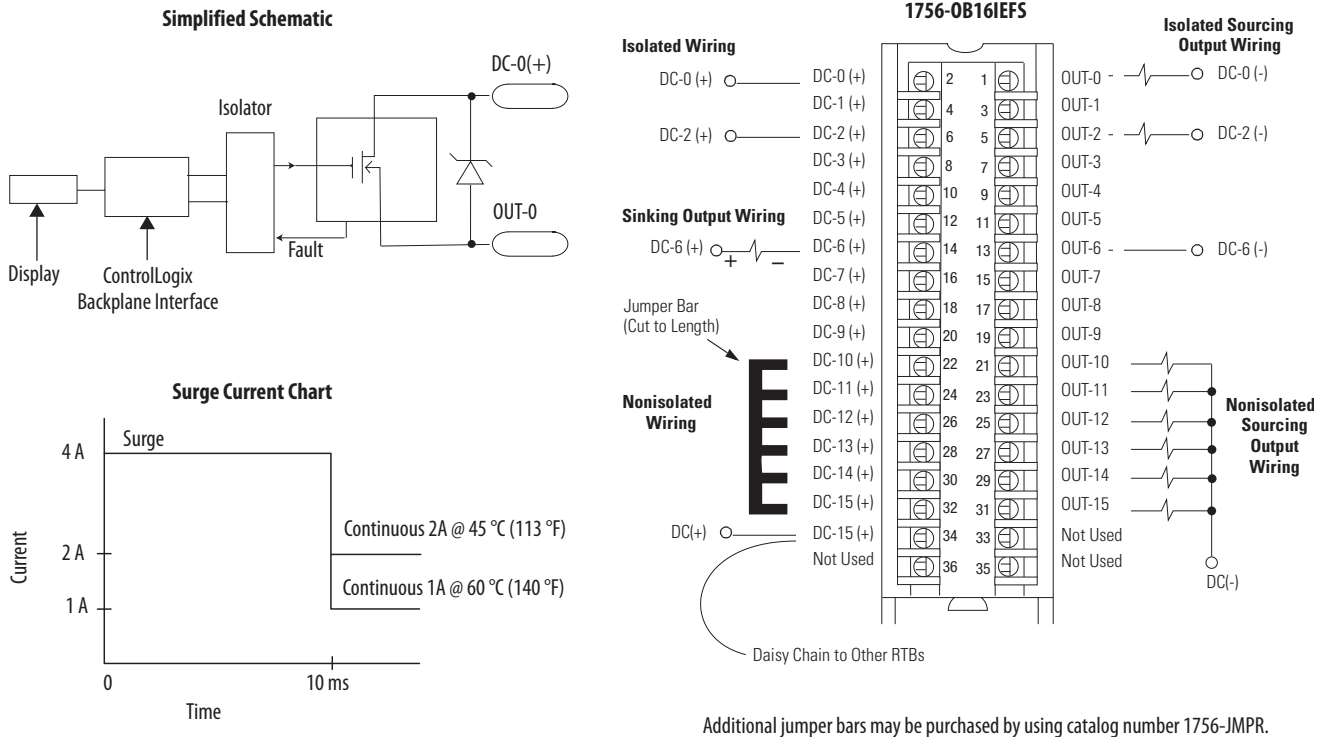 Simplified Schematic
DC-0(+)
Isolator
OUT-0
Fault
Display
ControlLogix
Backplane Interface
Surge Current Chart
4 A
Surge
Continuous 2A @ 45 °C (113 °F)
2 A
Continuous 1A @ 60 °C (140 °F)
1 A
Current
0
10 ms
Time
1756-OB16IEFS
Isolated Wiring
Isolated Sourcing
Output Wiring
DC-0 (+) DC-0 (+) 2 1 OUT-0 DC-0 (-)
DC-1 (+) 4 3 OUT-1
DC-2 (+) DC-2 (+) 6 5 OUT-2 DC-2 (-)
DC-3 (+) 8 7 OUT-3
DC-4 (+) 10 9 OUT-4
Sinking Output Wiring
DC-5 (+) 12 11 OUT-5
DC-6 (+) + – DC-6 (+) 14 13 OUT-6 DC-6 (-)
DC-7 (+) 16 15 OUT-7
Jumper Bar
(Cut to Length)
DC-8 (+) 18 17 OUT-8
DC-9 (+) 20 19 OUT-9
DC-10 (+) 22 21 OUT-10
DC-11 (+) 24 23 OUT-11
Nonisolated
Wiring
DC-12 (+) 26 25 OUT-12
DC-13 (+) 28 27 OUT-13
DC-14 (+) 30 29 OUT-14
DC-15 (+) 32 31 OUT-15
Nonisolated
Sourcing
Output
Wiring
DC(+) DC-15 (+) 34 33 Not Used
Not Used 36 35 Not Used
DC(-)
Daisy Chain to Other RTBs
Additional jumper bars may be purchased by using catalog number 1756-JMPR.